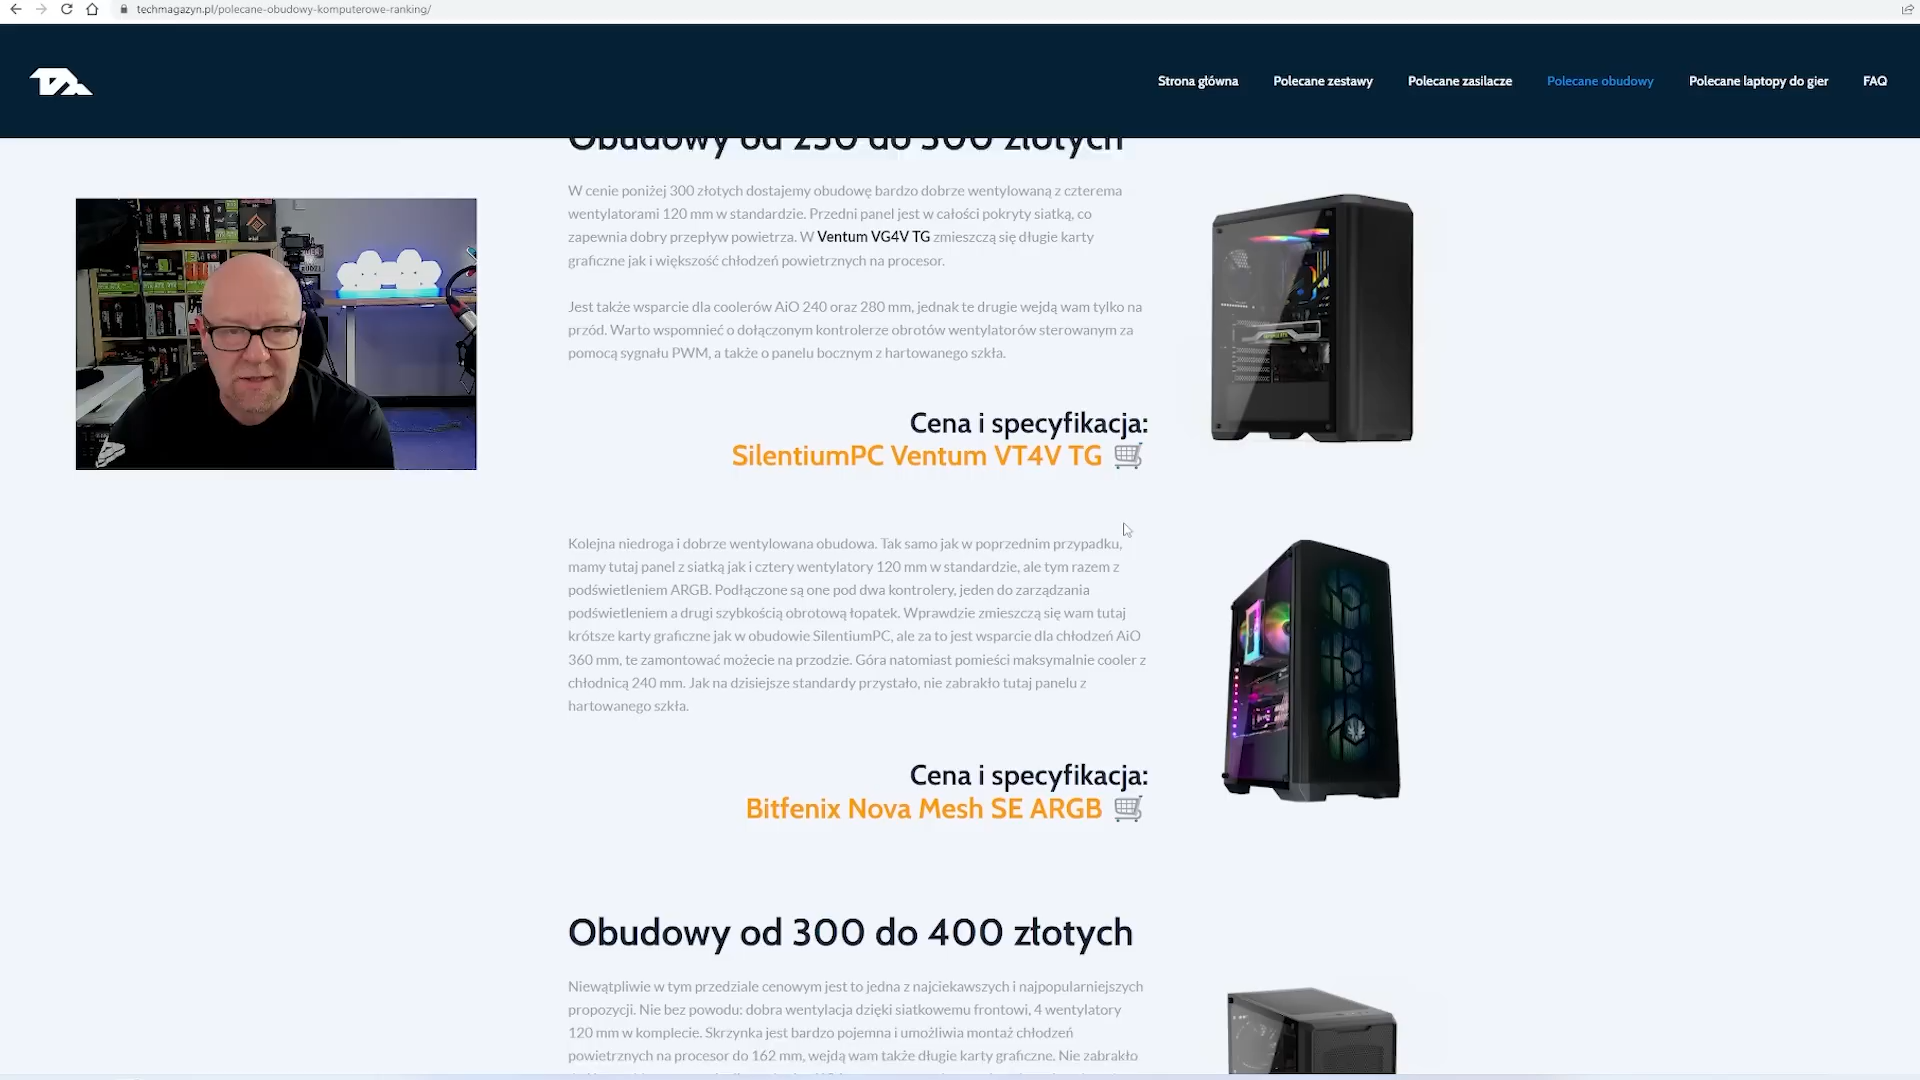 techmagazyn.pl/polecane-obudowy-komputerowe-ranking/
Strona główna
Polecane zestawy
Polecane zasilacze
Polecane obudowy
Polecane laptopy do gier
FAQ
Obudowy od 250 do 300 złotych
W cenie poniżej 300 złotych dostajemy obudowę bardzo dobrze wentylowaną z czterema
wentylatorami 120 mm w standardzie. Przedni panel jest w całości pokryty siatką, co
zapewnia dobry przepływ powietrza. W Ventum VG4V TG zmieszczą się długie karty
graficzne jak i większość chłodzeń powietrznych na procesor.
Jest także wsparcie dla coolerów AiO 240 oraz 280 mm, jednak te drugie wejdą wam tylko na
przód. Warto wspomnieć o dołączonym kontrolerze obrotów wentylatorów sterowanym za
pomocą sygnału PWM, a także o panelu bocznym z hartowanego szkła.
Cena i specyfikacja:
SilentiumPC Ventum VT4V TG
Kolejna niedroga i dobrze wentylowana obudowa. Tak samo jak w poprzednim przypadku,
mamy tutaj panel z siatką jak i cztery wentylatory 120 mm w standardzie, ale tym razem z
podświetleniem ARGB. Podłączone są one pod dwa kontrolery, jeden do zarządzania
podświetleniem a drugi szybkością obrotową łopatek. Wprawdzie zmieszczą się wam tutaj
krótsze karty graficzne jak w obudowie SilentiumPC, ale za to jest wsparcie dla chłodzeń AiO
360 mm, te zamontować możecie na przodzie. Góra natomiast pomieści maksymalnie cooler z
chłodnicą 240 mm. Jak na dzisiejsze standardy przystało, nie zabrakło tutaj panelu z
hartowanego szkła.
Cena i specyfikacja:
Bitfenix Nova Mesh SE ARGB
Obudowy od 300 do 400 złotych
Niewątpliwie w tym przedziale cenowym jest to jedna z najciekawszych i najpopularniejszych
propozycji. Nie bez powodu: dobra wentylacja dzięki siatkowemu frontowi, 4 wentylatory
120 mm w komplecie. Skrzynka jest bardzo pojemna i umożliwia montaż chłodzeń
powietrznych na procesor do 162 mm, wejdą wam także długie karty graficzne. Nie zabrakło